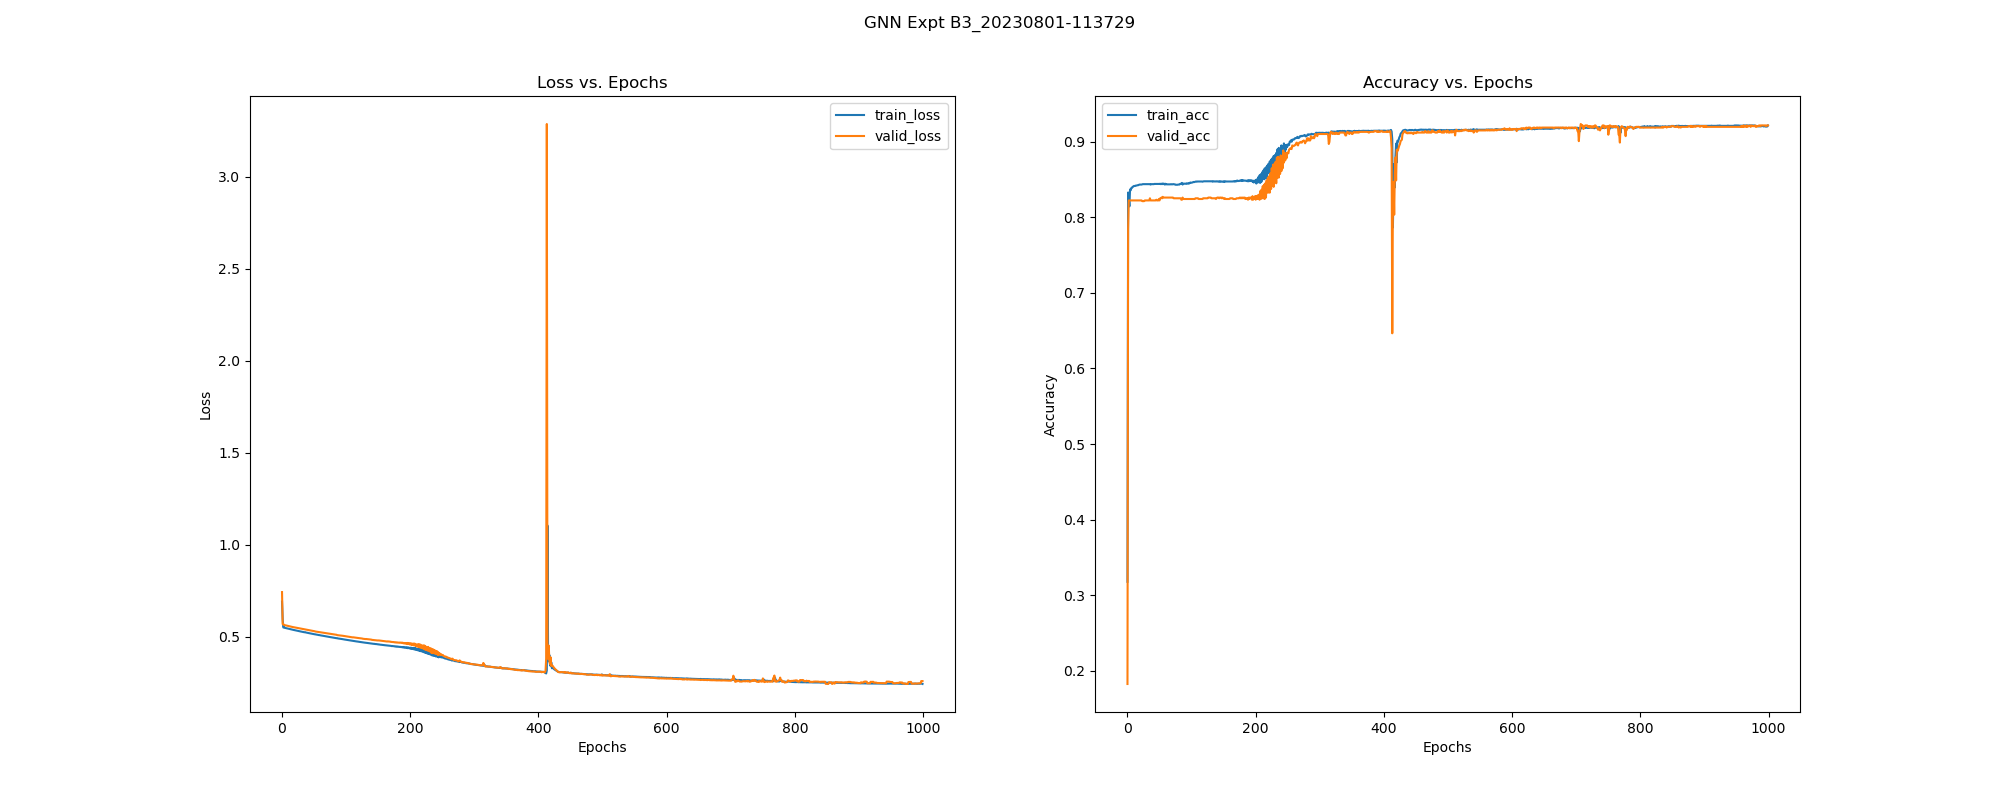 GNN Expt B3_20230801-113729
Loss vs. Epochs
train_loss
valid_loss
3.0
2.5
2.0
1.5
1.0
0.5
Loss
0 200 400 600 800 1000
Epochs
Accuracy vs. Epochs
train_acc
valid_acc
0.9
0.8
0.7
0.6
0.5
0.4
0.3
0.2
Accuracy
0 200 400 600 800 1000
Epochs